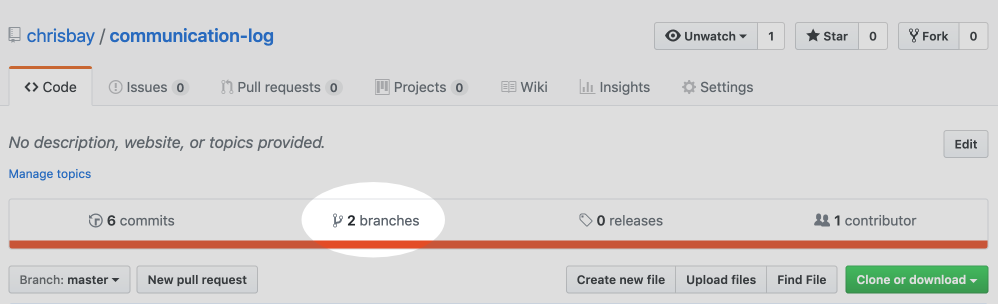 chrisbay / communication-log Unwatch 1 Star 0 Fork 0
Code Issues 0 Pull requests 0 Projects 0 Wiki Insights Settings
No description, website, or topics provided. Edit
Manage topics
6 commits 2 branches 0 releases 1 contributor
Branch: master New pull request Create new file Upload files Find File Clone or download